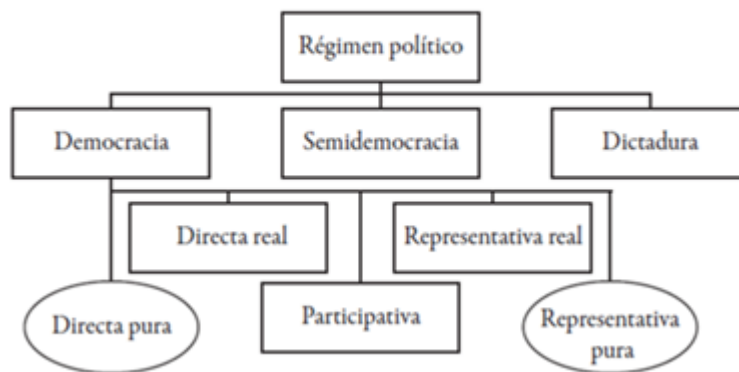 Régimen político
Democracia
Semidemocracia
Dictadura
Directa real
Representativa real
Directa pura
Participativa
Representativa
pura